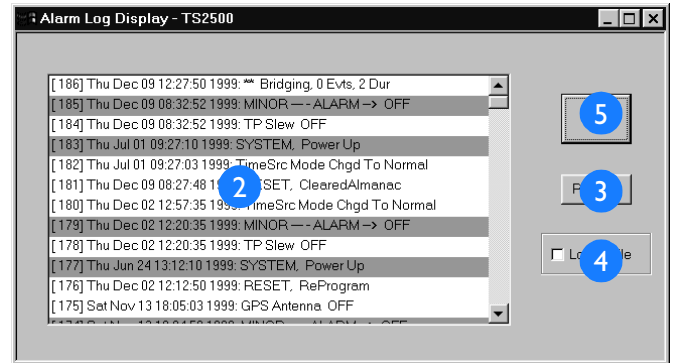 Alarm Log Display - TS2500
[ 186] Thu Dec 09 12:27:50 1999: ** Bridging, 0 Evts, 2 Dur
[ 185] Thu Dec 09 08:32:52 1999: MINOR --- ALARM --> OFF
[ 184] Thu Dec 09 08:32:52 1999: TP Slew OFF
[ 183] Thu Jul 01 09:27:10 1999: SYSTEM, Power Up
[ 182] Thu Jul 01 09:27:03 1999: TimeSrc Mode Chgd To Normal
[ 181] Thu Dec 09 08:27:48 ClearedAlmanac
[ 180] Thu Dec 02 12:57:35 Mode Chgd To Normal
[ 179] Thu Dec 02 12:20:35 1999: MINOR --- ALARM --> OFF
[ 178] Thu Dec 02 12:20:35 1999: TP Slew OFF
[ 177] Thu Jun 24 13:12:10 1999: SYSTEM, Power Up
[ 176] Thu Dec 02 12:12:50 1999: RESET, ReProgram
[ 175] Sat Nov 13 18:05:03 1999: GPS Antenna OFF
5
2
3
4